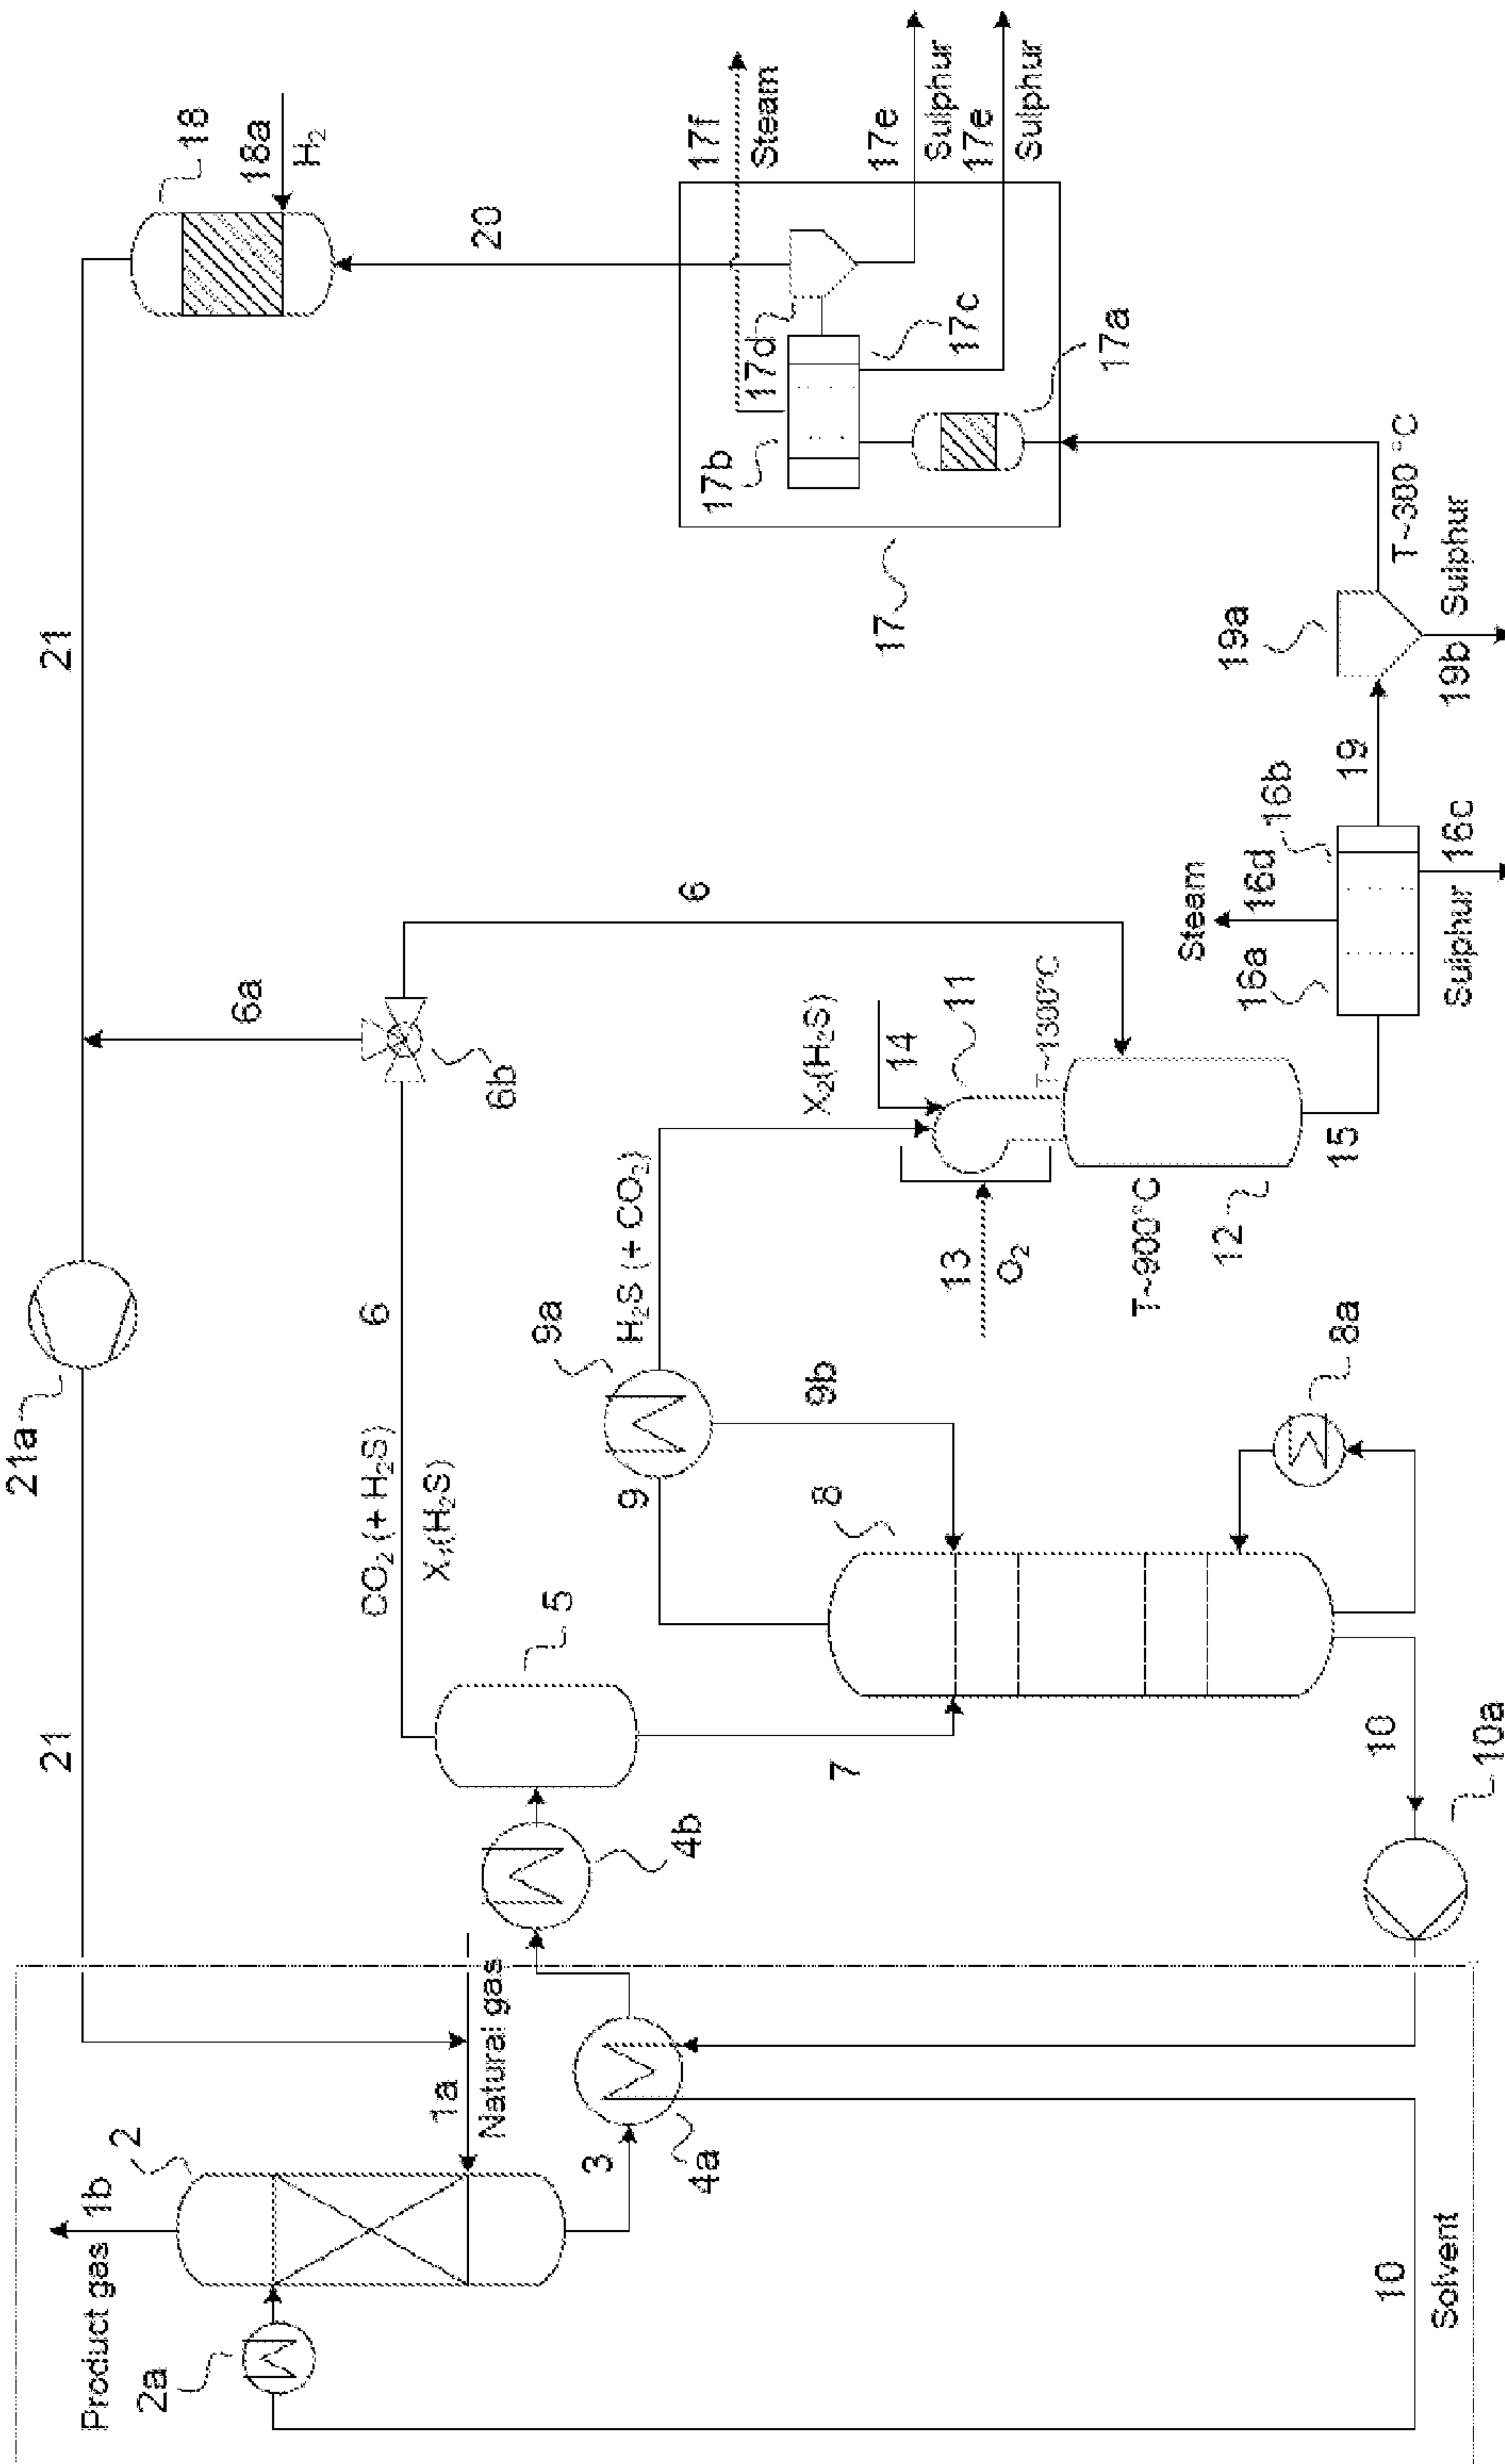 Product gas
1b
2
2a
1a
Natural gas
3
4a
4b
10
Solvent
10
10a
21
21a
21
5
7
CO₂ (+ H₂S)
X₁(H₂S)
6
6a
6b
6
8
8a
9
9a
9b
H₂S (+ CO₂)
X₂(H₂S)
14
11
13
O₂
T~1300°C
T~900°C
12
15
16a
16b
Steam
16d
16c
Sulphur
19
19a
19b
Sulphur
T~300 °C
17
17a
17b
17c
17d
17e
Sulphur
17e
Sulphur
17f
Steam
20
18
18a
H₂